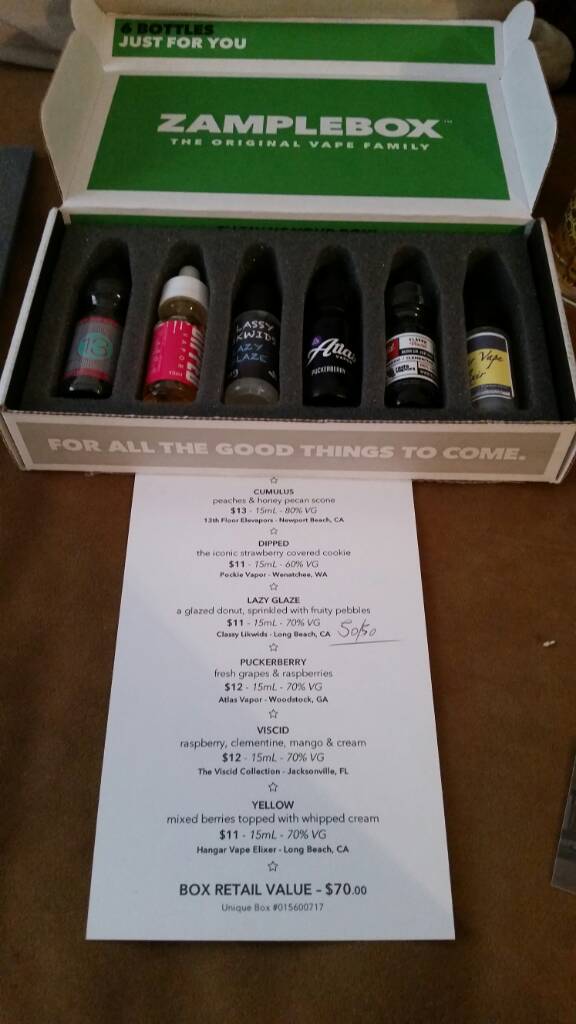 6 BOTTLES
JUST FOR YOU
ZAMPLEBOX™
THE ORIGINAL VAPE FAMILY
13
LASSY
KWIDS
AZY
LAZE
Atlas
PUCKERBERRY
Vape
FOR ALL THE GOOD THINGS TO COME.
CUMULUS
peaches & honey pecan scone
$13 - 15mL - 80% VG
13th Floor Elevapors - Newport Beach, CA
DIPPED
the iconic strawberry covered cookie
$11 - 15mL - 60% VG
Pockie Vapor - Wenatchee, WA
LAZY GLAZE
a glazed donut, sprinkled with fruity pebbles
$11 - 15mL - 70% VG
Classy Likwids - Long Beach, CA 50/50
PUCKERBERRY
fresh grapes & raspberries
$12 - 15mL - 70% VG
Atlas Vapor - Woodstock, GA
VISCID
raspberry, clementine, mango & cream
$12 - 15mL - 70% VG
The Viscid Collection - Jacksonville, FL
YELLOW
mixed berries topped with whipped cream
$11 - 15mL - 70% VG
Hangar Vape Elixer - Long Beach, CA
BOX RETAIL VALUE - $70.00
Unique Box #015600717